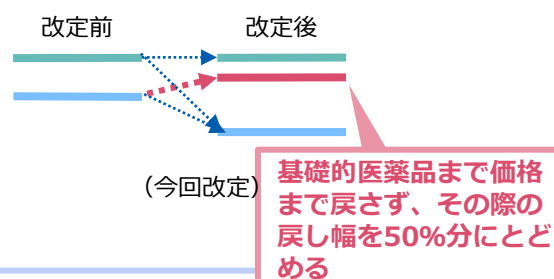 改定前
改定後
（今回改定）
基礎的医薬品まで価格
まで戻さず、その際の
戻し幅を50%分にとど
める